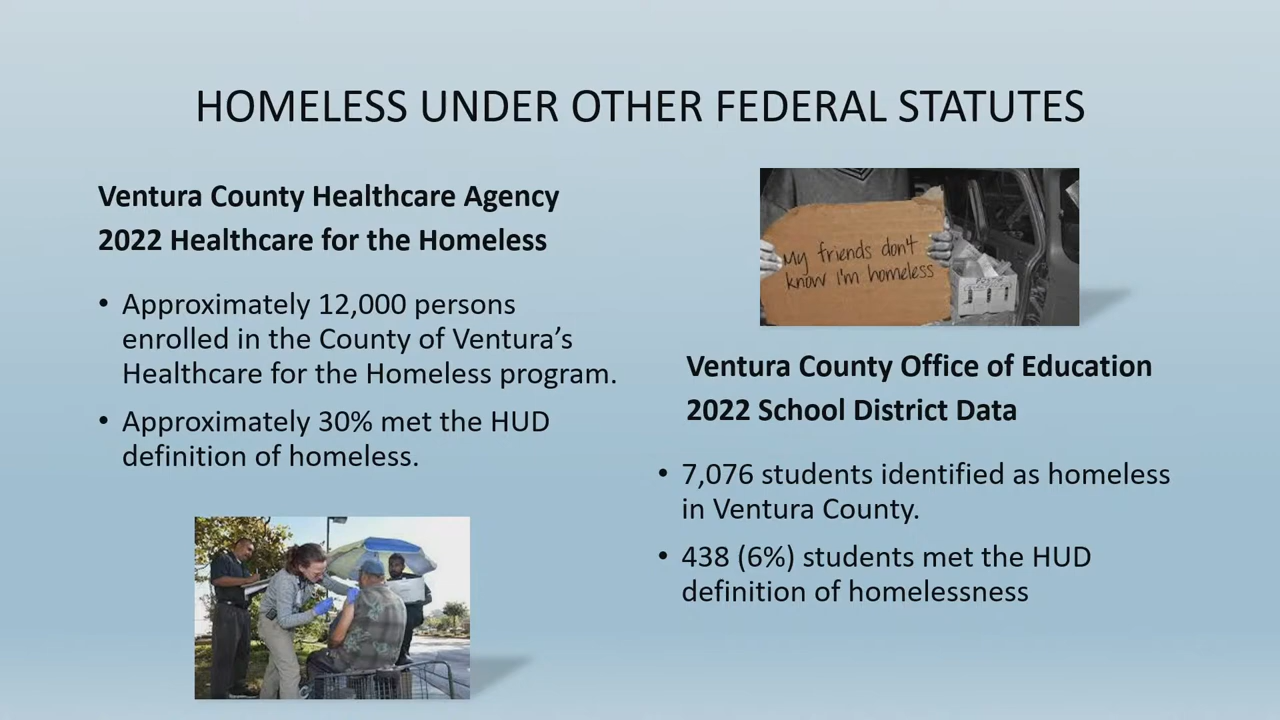 HOMELESS UNDER OTHER FEDERAL STATUTES
Ventura County Healthcare Agency
2022 Healthcare for the Homeless
• Approximately 12,000 persons
enrolled in the County of Ventura’s
Healthcare for the Homeless program.
• Approximately 30% met the HUD
definition of homeless.
My friends don't
know i'm homeless
Ventura County Office of Education
2022 School District Data
• 7,076 students identified as homeless
in Ventura County.
• 438 (6%) students met the HUD
definition of homelessness